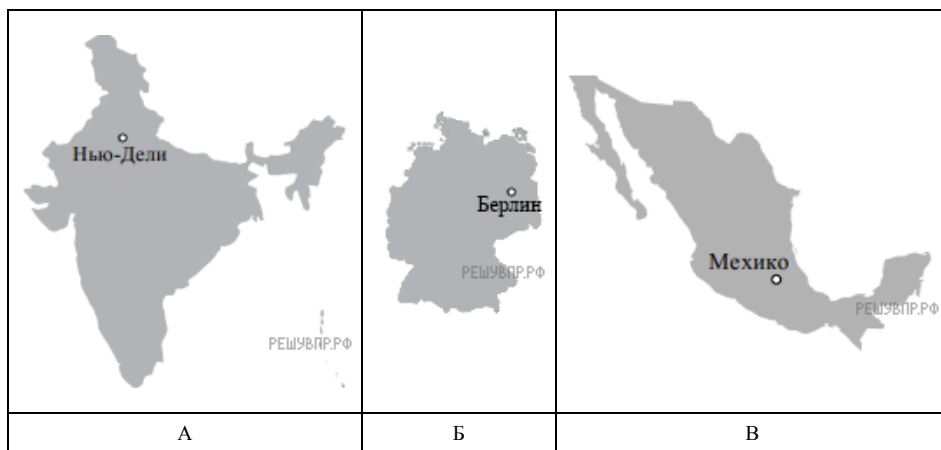 Нью-Дели
РЕШУВПР.РФ
Берлин
РЕШУВПР.РФ
Мехико
РЕШУВПР.РФ
А
Б
В